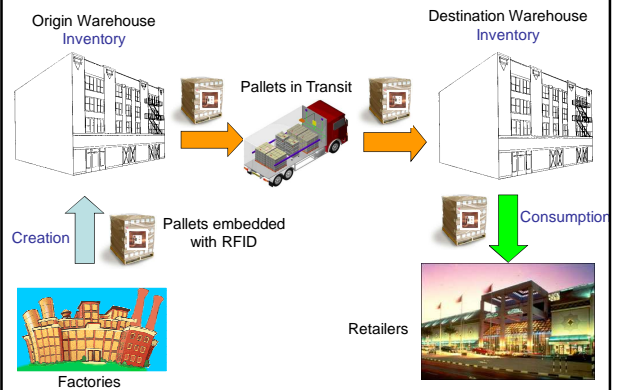 Origin Warehouse
Inventory
Destination Warehouse
Inventory
Pallets in Transit
Creation
Pallets embedded
with RFID
Consumption
Retailers
Factories